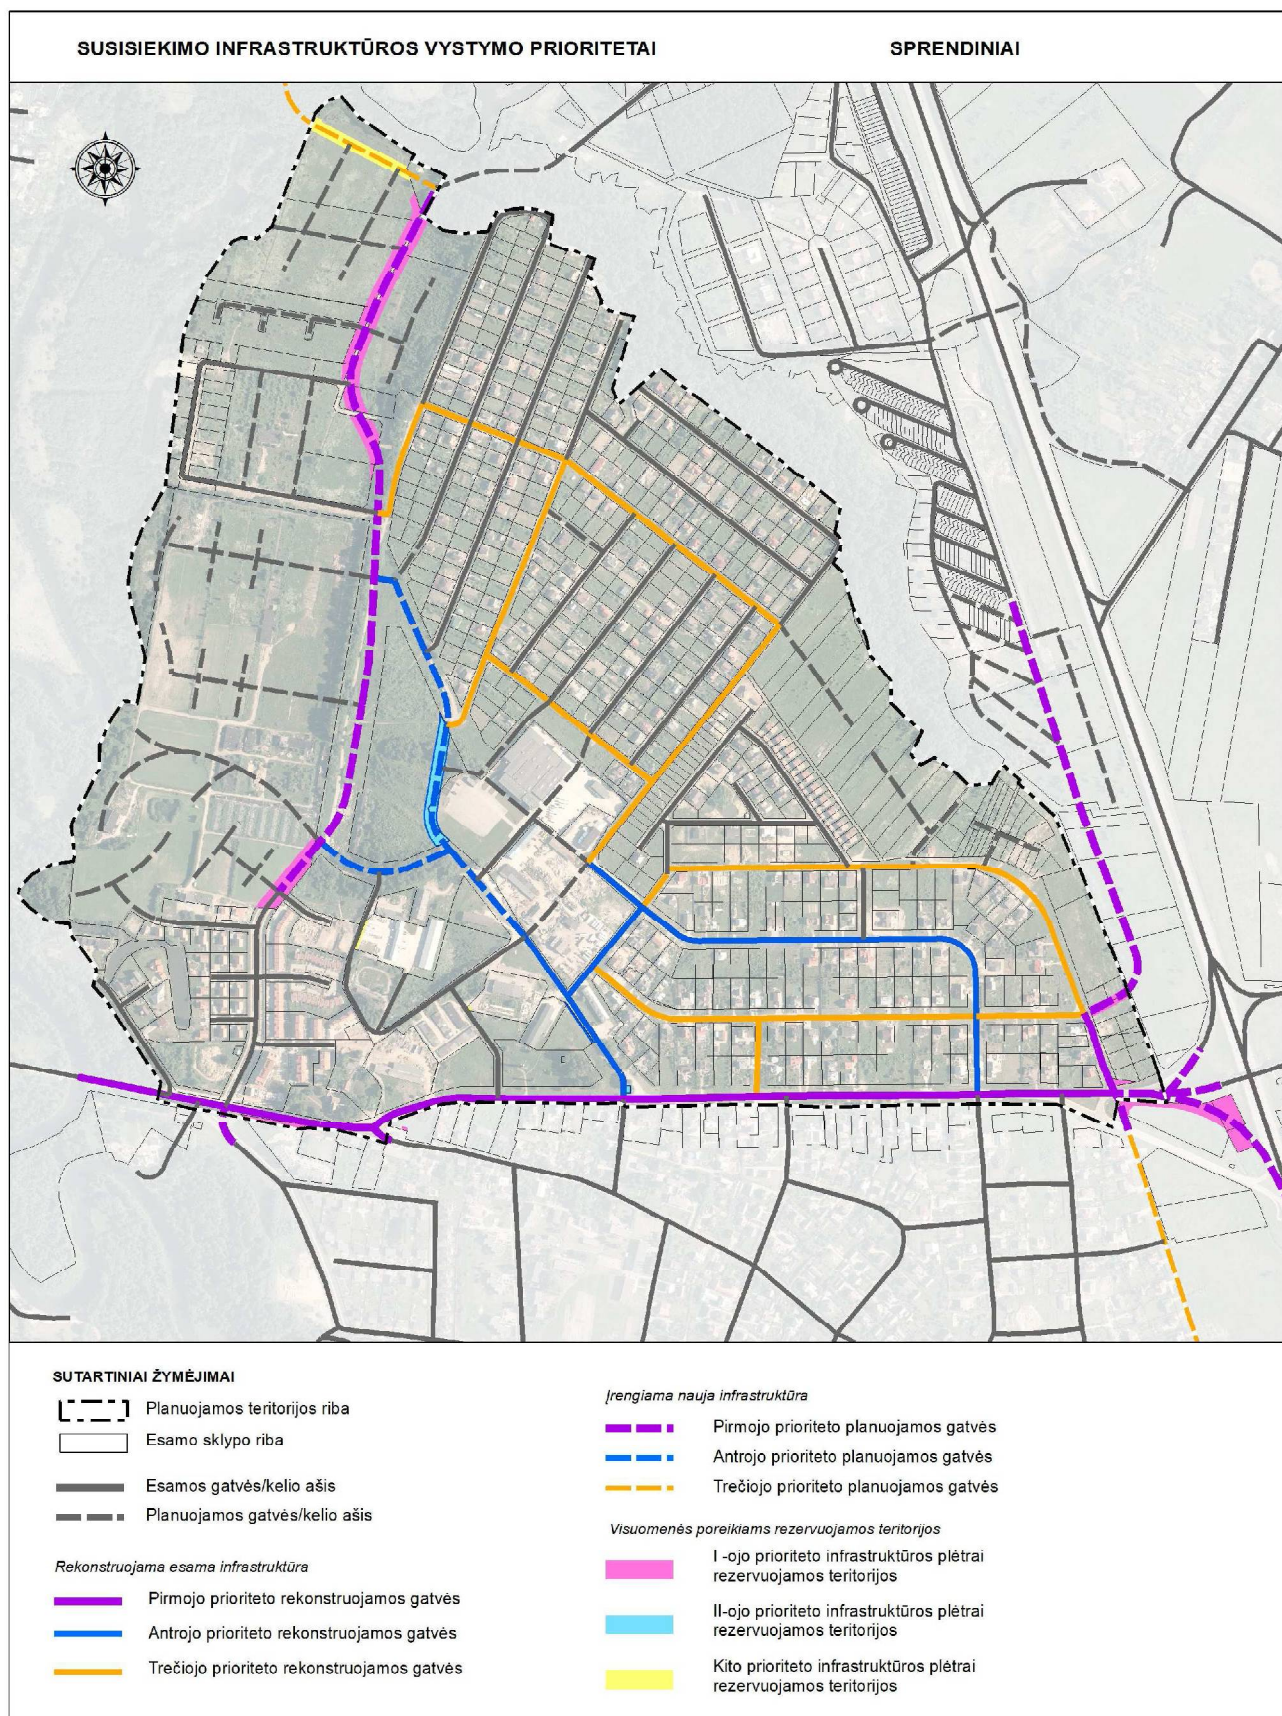 SUSISIEKIMO INFRASTRUKTŪROS VYSTYMO PRIORITETAI
SPRENDINIAI
SUTARTINIAI ŽYMĖJIMAI
Planuojamos teritorijos riba
Esamo sklypo riba
Esamos gatvės/kelio ašis
Planuojamos gatvės/kelio ašis
Rekonstruojama esama infrastruktūra
Pirmojo prioriteto rekonstruojamos gatvės
Antrojo prioriteto rekonstruojamos gatvės
Trečiojo prioriteto rekonstruojamos gatvės
Įrengiama nauja infrastruktūra
Pirmojo prioriteto planuojamos gatvės
Antrojo prioriteto planuojamos gatvės
Trečiojo prioriteto planuojamos gatvės
Visuomenės poreikiams rezervuojamos teritorijos
I -ojo prioriteto infrastruktūros plėtrai
rezervuojamos teritorijos
II-ojo prioriteto infrastruktūros plėtrai
rezervuojamos teritorijos
Kito prioriteto infrastruktūros plėtrai
rezervuojamos teritorijos